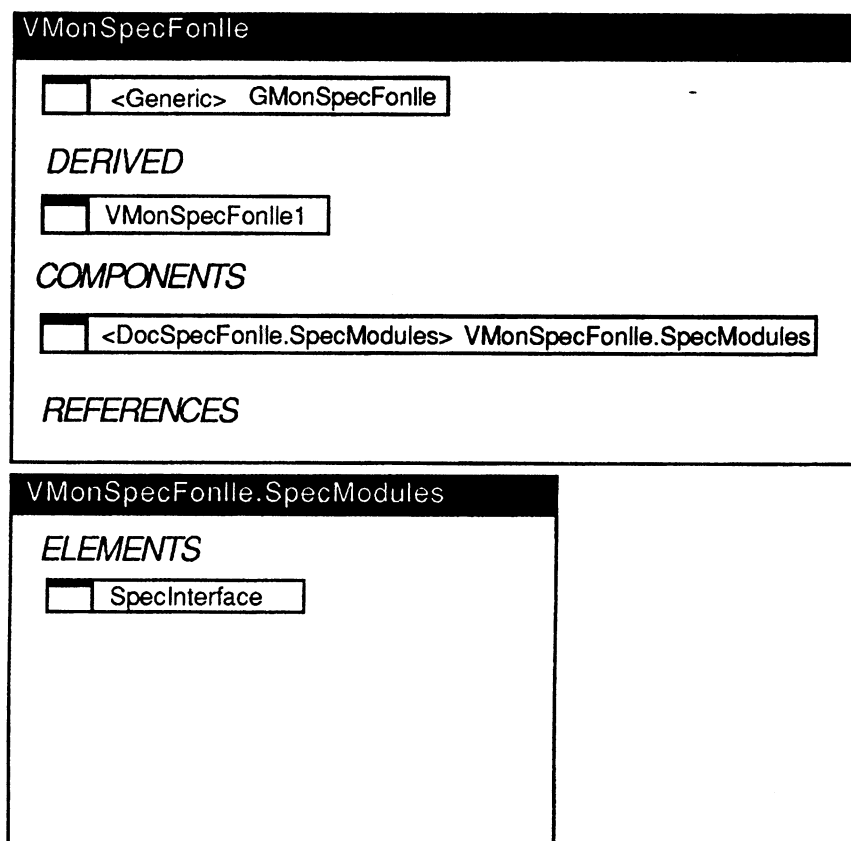 VMonSpecFonlle
<Generic> GMonSpecFonlle
DERIVED
VMonSpecFonlle1
COMPONENTS
<DocSpecFonlle.SpecModules> VMonSpecFonlle.SpecModules
REFERENCES
VMonSpecFonlle.SpecModules
ELEMENTS
SpecInterface